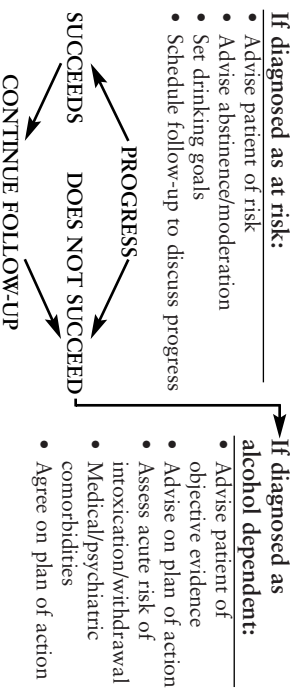 If diagnosed as at risk:
• Advise patient of risk
• Advise abstinence/moderation
• Set drinking goals
• Schedule follow-up to discuss progress
PROGRESS
SUCCEEDS DOES NOT SUCCEED
CONTINUE FOLLOW-UP
If diagnosed as
alcohol dependent:
• Advise patient of
objective evidence
• Advise on plan of action
• Assess acute risk of
intoxication/withdrawal
• Medical/psychiatric
comorbidities
• Agree on plan of action